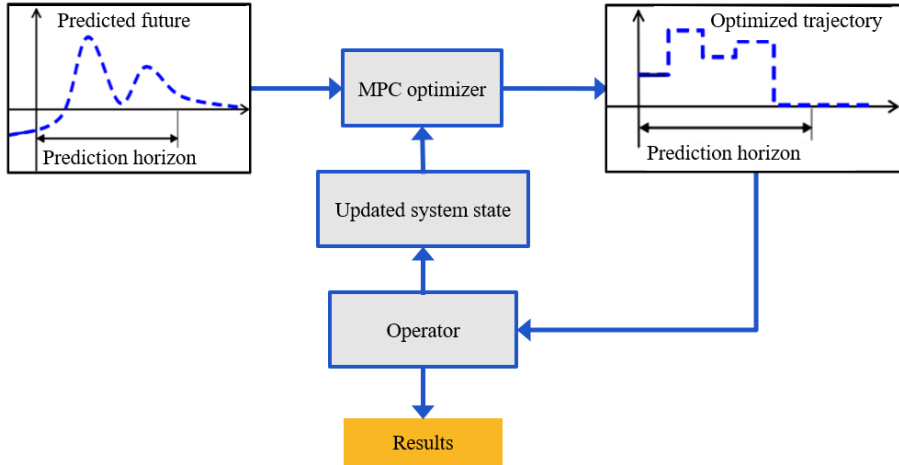 Predicted future
Prediction horizon
MPC optimizer
Optimized trajectory
Prediction horizon
Updated system state
Operator
Results